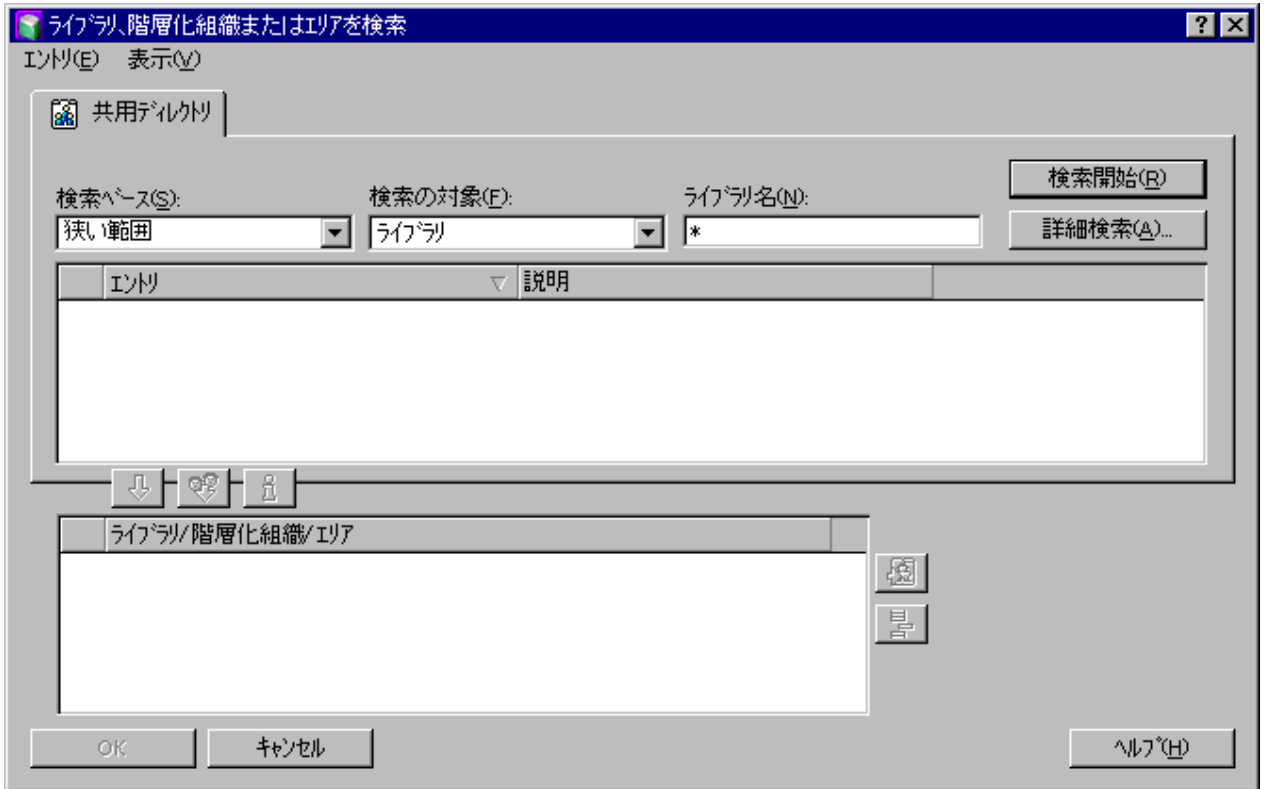 ライブラリ、階層化組織またはエリアを検索
エントリ(E) 表示(V)
共用ディレクトリ
検索開始(R)
検索ベース(S): 検索の対象(F): ライブラリ名(N):
狭い範囲 ライブラリ * 詳細検索(A)...
エントリ 説明
ライブラリ/階層化組織/エリア
OK キャンセル ヘルプ(H)